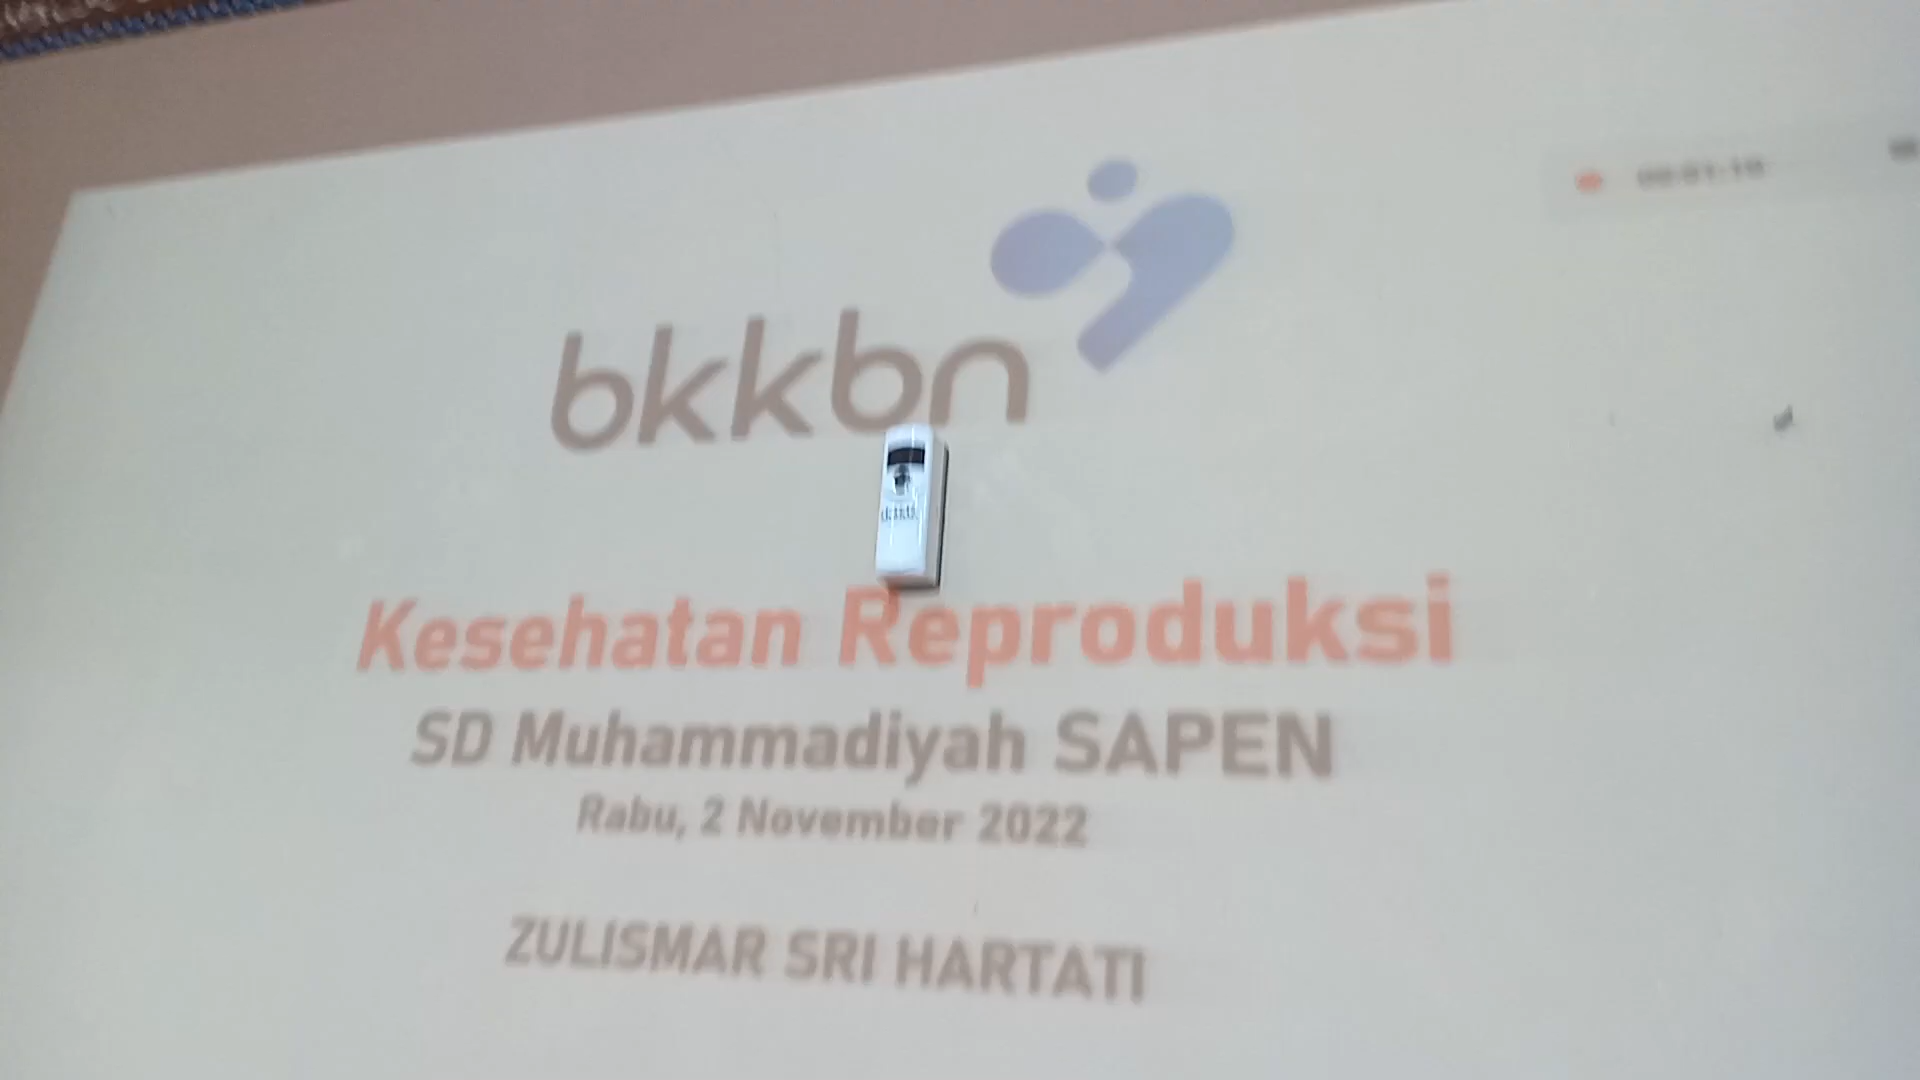 bkkbn
Kesehatan Reproduksi
SD Muhammadiyah SAPEN
Rabu, 2 November 2022
ZULISMAR SRI HARTATI